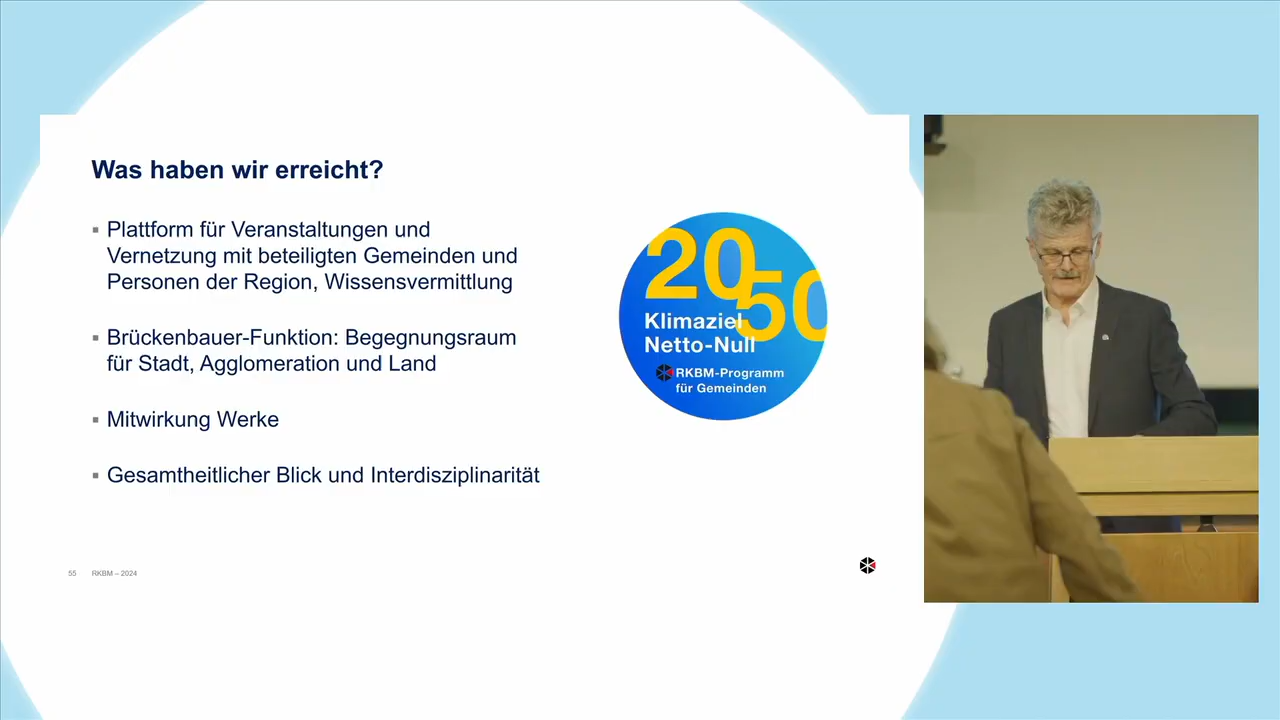 Was haben wir erreicht?
▪ Plattform für Veranstaltungen und
Vernetzung mit beteiligten Gemeinden und
Personen der Region, Wissensvermittlung
▪ Brückenbauer-Funktion: Begegnungsraum
für Stadt, Agglomeration und Land
▪ Mitwirkung Werke
▪ Gesamtheitlicher Blick und Interdisziplinarität
2050
Klimaziel
Netto-Null
RKBM-Programm
für Gemeinden
55 RKBM – 2024